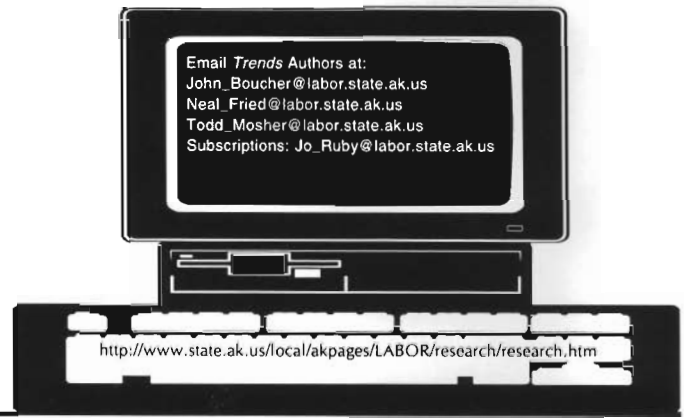 Email Trends Authors at:
John_Boucher@labor.state.ak.us
Neal_Fried@labor.state.ak.us
Todd_Mosher@labor.state.ak.us
Subscriptions: Jo_Ruby@labor.state.ak.us
http://www.state.ak.us/local/akpages/LABOR/research/research.htm